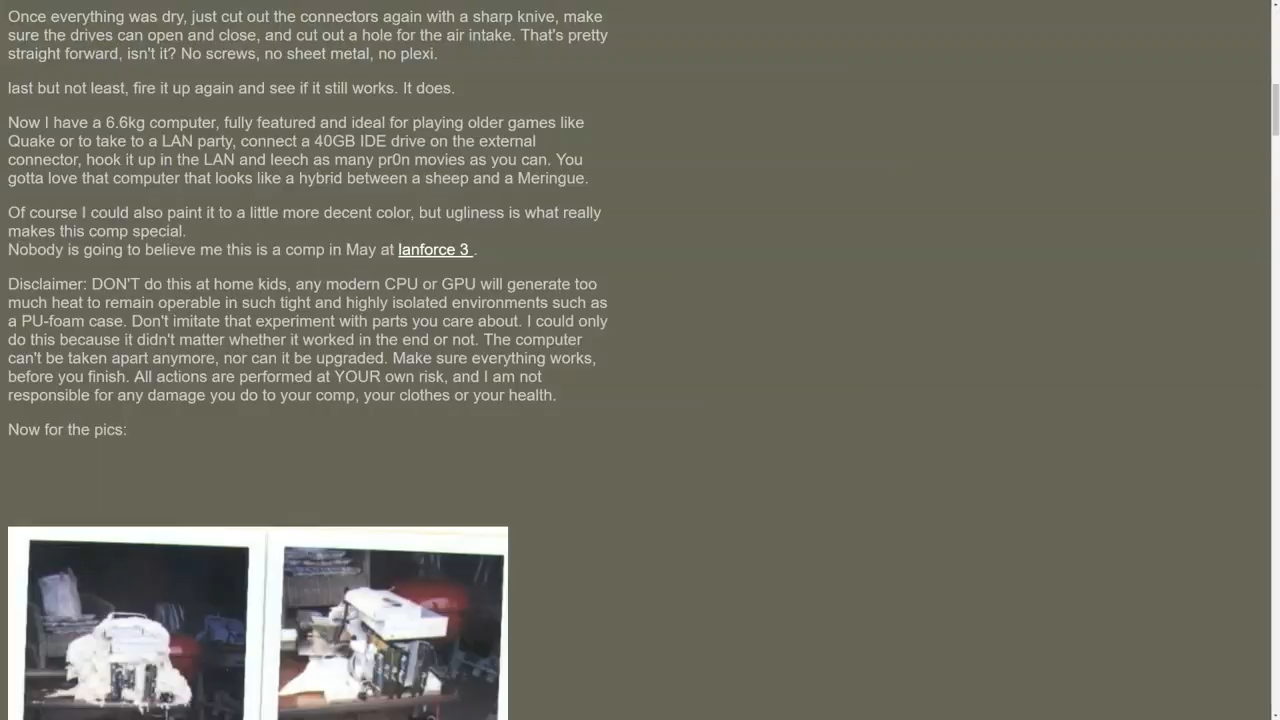 Once everything was dry, just cut out the connectors again with a sharp knive, make
sure the drives can open and close, and cut out a hole for the air intake. That's pretty
straight forward, isn't it? No screws, no sheet metal, no plexi.
last but not least, fire it up again and see if it still works. It does.
Now I have a 6.6kg computer, fully featured and ideal for playing older games like
Quake or to take to a LAN party, connect a 40GB IDE drive on the external
connector, hook it up in the LAN and leech as many pr0n movies as you can. You
gotta love that computer that looks like a hybrid between a sheep and a Meringue.
Of course I could also paint it to a little more decent color, but ugliness is what really
makes this comp special.
Nobody is going to believe me this is a comp in May at lanforce 3 .
Disclaimer: DON'T do this at home kids, any modern CPU or GPU will generate too
much heat to remain operable in such tight and highly isolated environments such as
a PU-foam case. Don't imitate that experiment with parts you care about. I could only
do this because it didn't matter whether it worked in the end or not. The computer
can't be taken apart anymore, nor can it be upgraded. Make sure everything works,
before you finish. All actions are performed at YOUR own risk, and I am not
responsible for any damage you do to your comp, your clothes or your health.
Now for the pics: